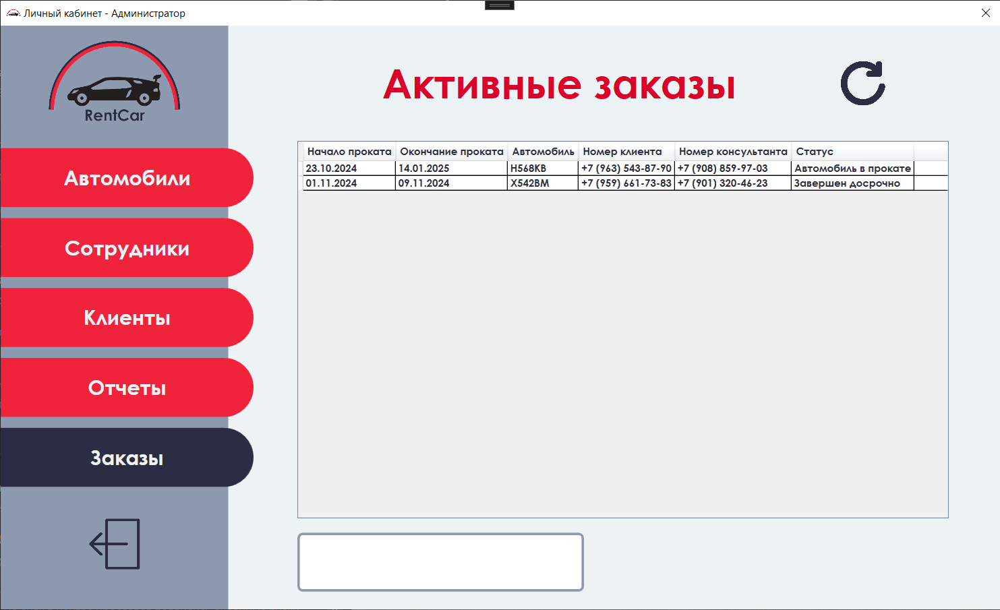 Личный кабинет - Администратор
RentCar
Автомобили
Сотрудники
Клиенты
Отчеты
Заказы
Активные заказы
Начало проката Окончание проката Автомобиль Номер клиента Номер консультанта Статус
23.10.2024 14.01.2025 Н568КВ +7 (963) 543-87-90 +7 (908) 859-97-03 Автомобиль в прокате
01.11.2024 09.11.2024 Х542ВМ +7 (959) 661-73-83 +7 (901) 320-46-23 Завершен досрочно